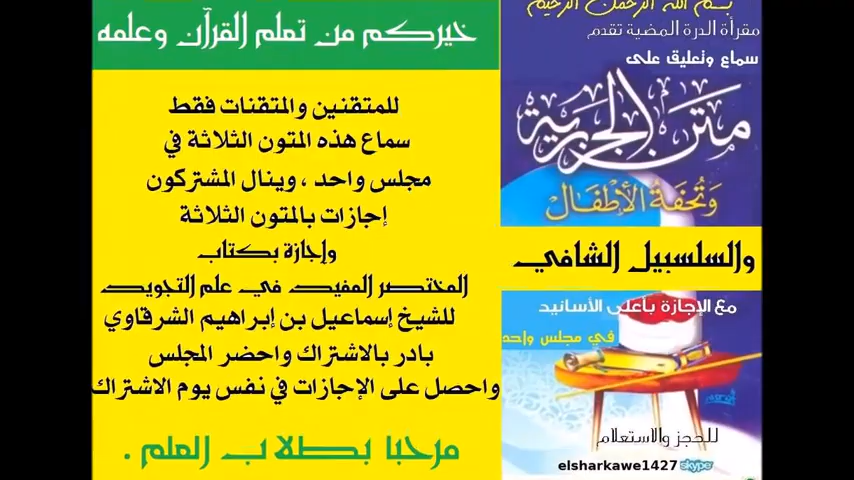 بسم الله الرحمن الرحيم
مقرأة الدرة المضية تقدم
سماع وتعليق على
متن الجزرية
وتحفة الأطفال
والسلسبيل الشافي
مع الإجازة بأعلى الأسانيد
في مجلس واحد
للحجز والاستعلام
elsharkawe1427 skype
خيركم من تعلم القرآن وعلمه
للمتقنين والمتقنات فقط
سماع هذه المتون الثلاثة في
مجلس واحد ، وينال المشتركون
إجازات بالمتون الثلاثة
وإجازة بكتاب
المختصر المفيد في علم التجويد
للشيخ إسماعيل بن إبراهيم الشرقاوي
بادر بالاشتراك واحضر المجلس
واحصل على الإجازات في نفس يوم الاشتراك
مرحبا بطلاب العلم .